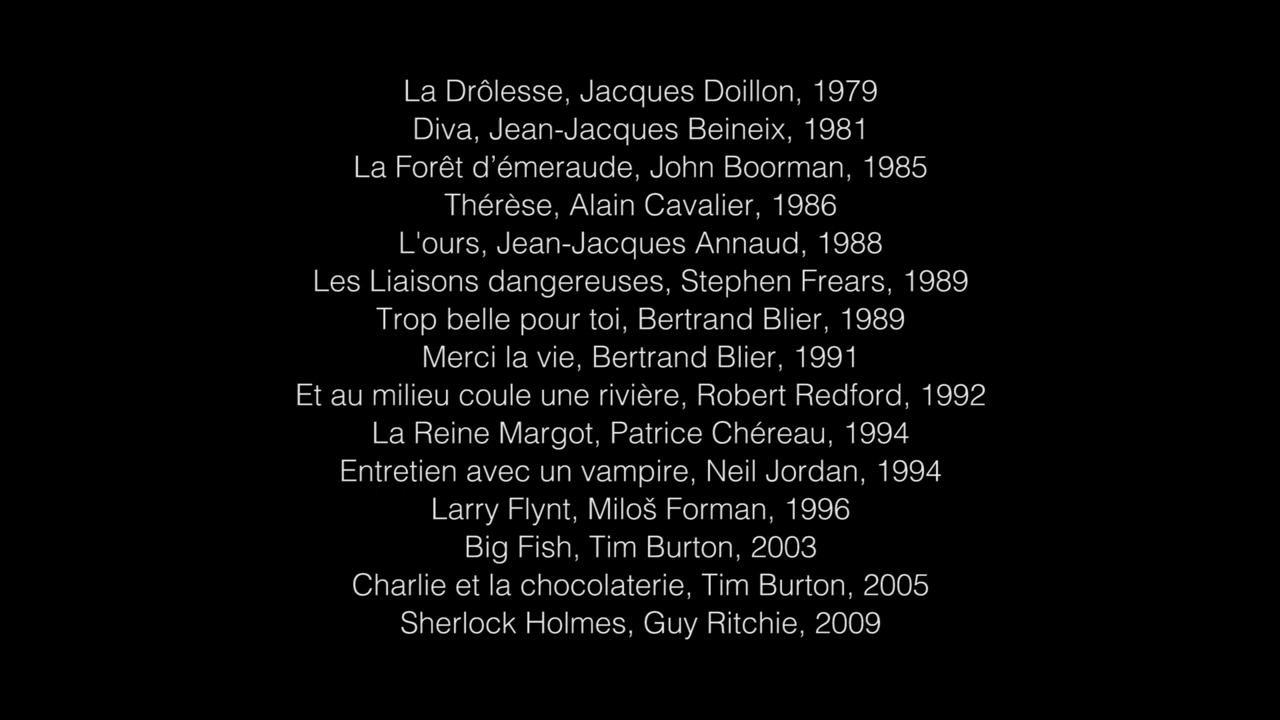 La Drôlesse, Jacques Doillon, 1979
Diva, Jean-Jacques Beineix, 1981
La Forêt d’émeraude, John Boorman, 1985
Thérèse, Alain Cavalier, 1986
L'ours, Jean-Jacques Annaud, 1988
Les Liaisons dangereuses, Stephen Frears, 1989
Trop belle pour toi, Bertrand Blier, 1989
Merci la vie, Bertrand Blier, 1991
Et au milieu coule une rivière, Robert Redford, 1992
La Reine Margot, Patrice Chéreau, 1994
Entretien avec un vampire, Neil Jordan, 1994
Larry Flynt, Miloš Forman, 1996
Big Fish, Tim Burton, 2003
Charlie et la chocolaterie, Tim Burton, 2005
Sherlock Holmes, Guy Ritchie, 2009